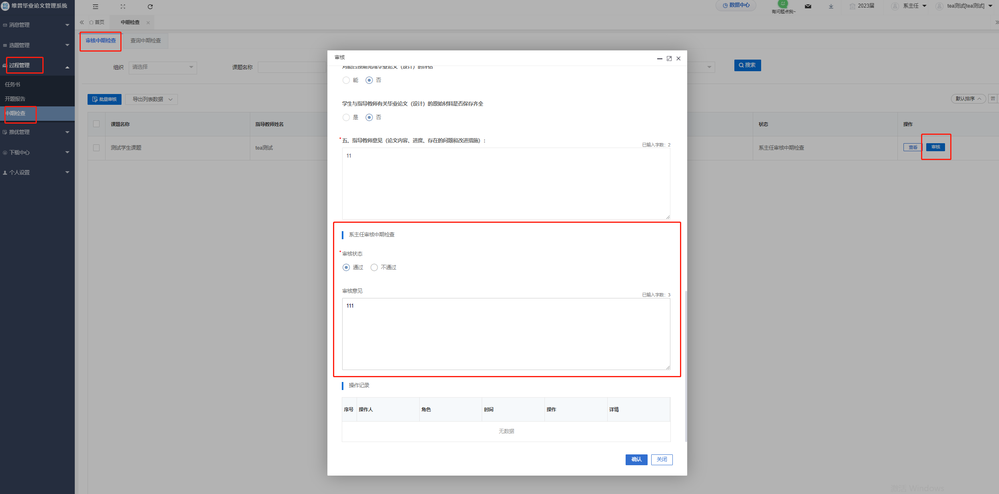 维普毕业论文管理系统
数据中心
有问题点我~
2023届
系主任
tea测试[tea测试]
首页
中期检查
消息管理
选题管理
过程管理
任务书
开题报告
中期检查
推优管理
下载中心
个人设置
审核中期检查
查询中期检查
组织
请选择
课题名称
搜索
批量审核
导出列表数据
默认排序
课题名称
指导教师姓名
状态
操作
测试学生课题
tea测试
系主任审核中期检查
查看
审核
审核
对能否按期完成毕业论文（设计）的评估
能
否
学生与指导教师有关毕业论文（设计）的原始材料是否保存齐全
是
否
*五、指导教师意见（论文内容、进度、存在的问题和改进措施）：
已输入字数：2
11
系主任审核中期检查
*审核状态
通过
不通过
审核意见
已输入字数：3
111
操作记录
序号
操作人
角色
时间
操作
详情
无数据
确认
关闭
激活 Windows